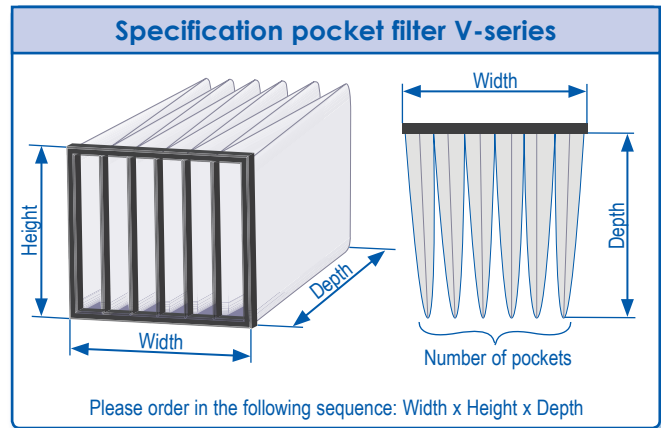 Specification pocket filter V-series
Width
Height
Depth
Depth
Width
Number of pockets
Please order in the following sequence: Width x Height x Depth